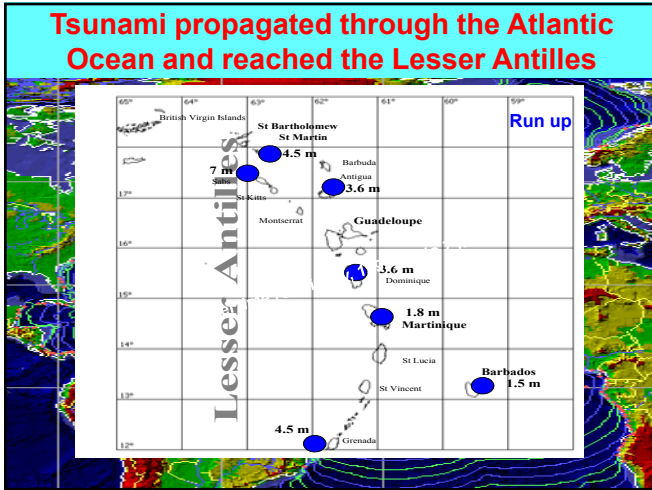 Tsunami propagated through the Atlantic
Ocean and reached the Lesser Antilles
65° 64° 63° 62° 61° 60° 59°
British Virgin Islands
Run up
St Bartholomew
St Martin
4.5 m
Barbuda
7 m
Saba
Antigua
17°
3.6 m
St Kitts
Montserrat
Guadeloupe
16°
3.6 m
Dominique
15°
1.8 m
Martinique
14°
St Lucia
Barbados
1.5 m
St Vincent
13°
4.5 m
12°
Grenada
Lesser Antilles